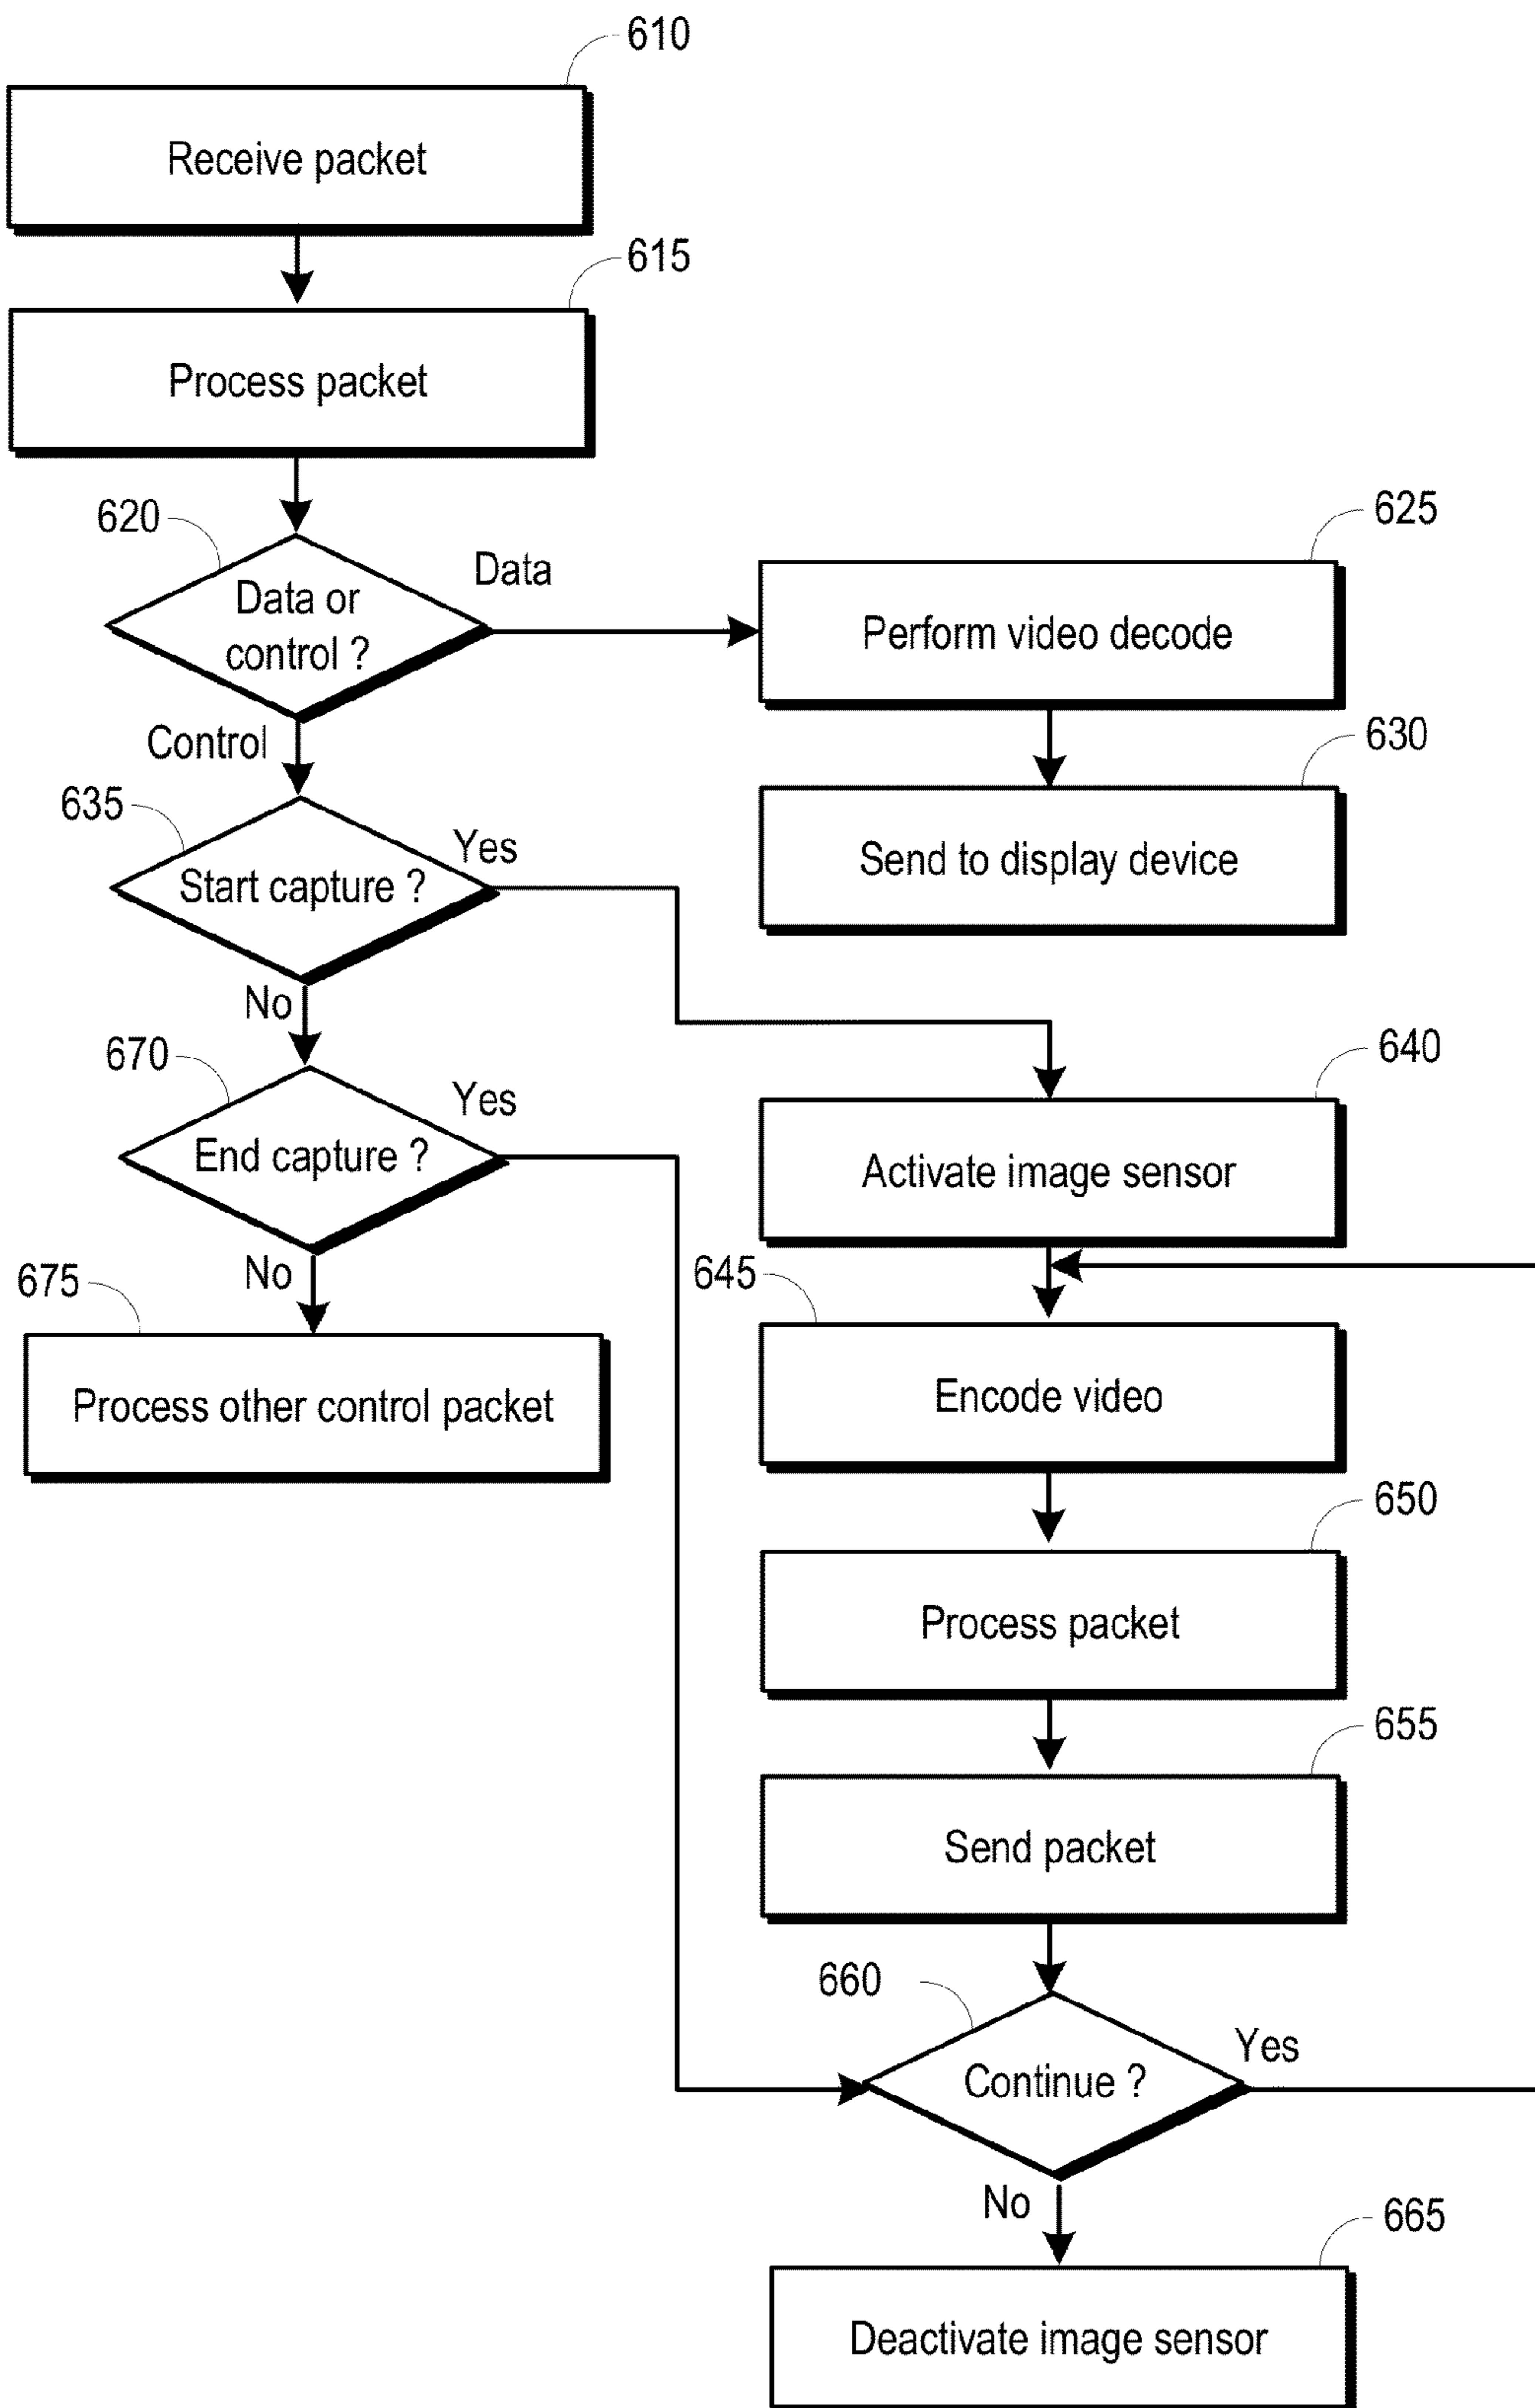 610
Receive packet
615
Process packet
620
Data or
control ?
Data
625
Perform video decode
630
Send to display device
Control
635
Start capture ?
Yes
No
670
End capture ?
Yes
No
675
Process other control packet
640
Activate image sensor
645
Encode video
650
Process packet
655
Send packet
660
Continue ?
Yes
No
665
Deactivate image sensor